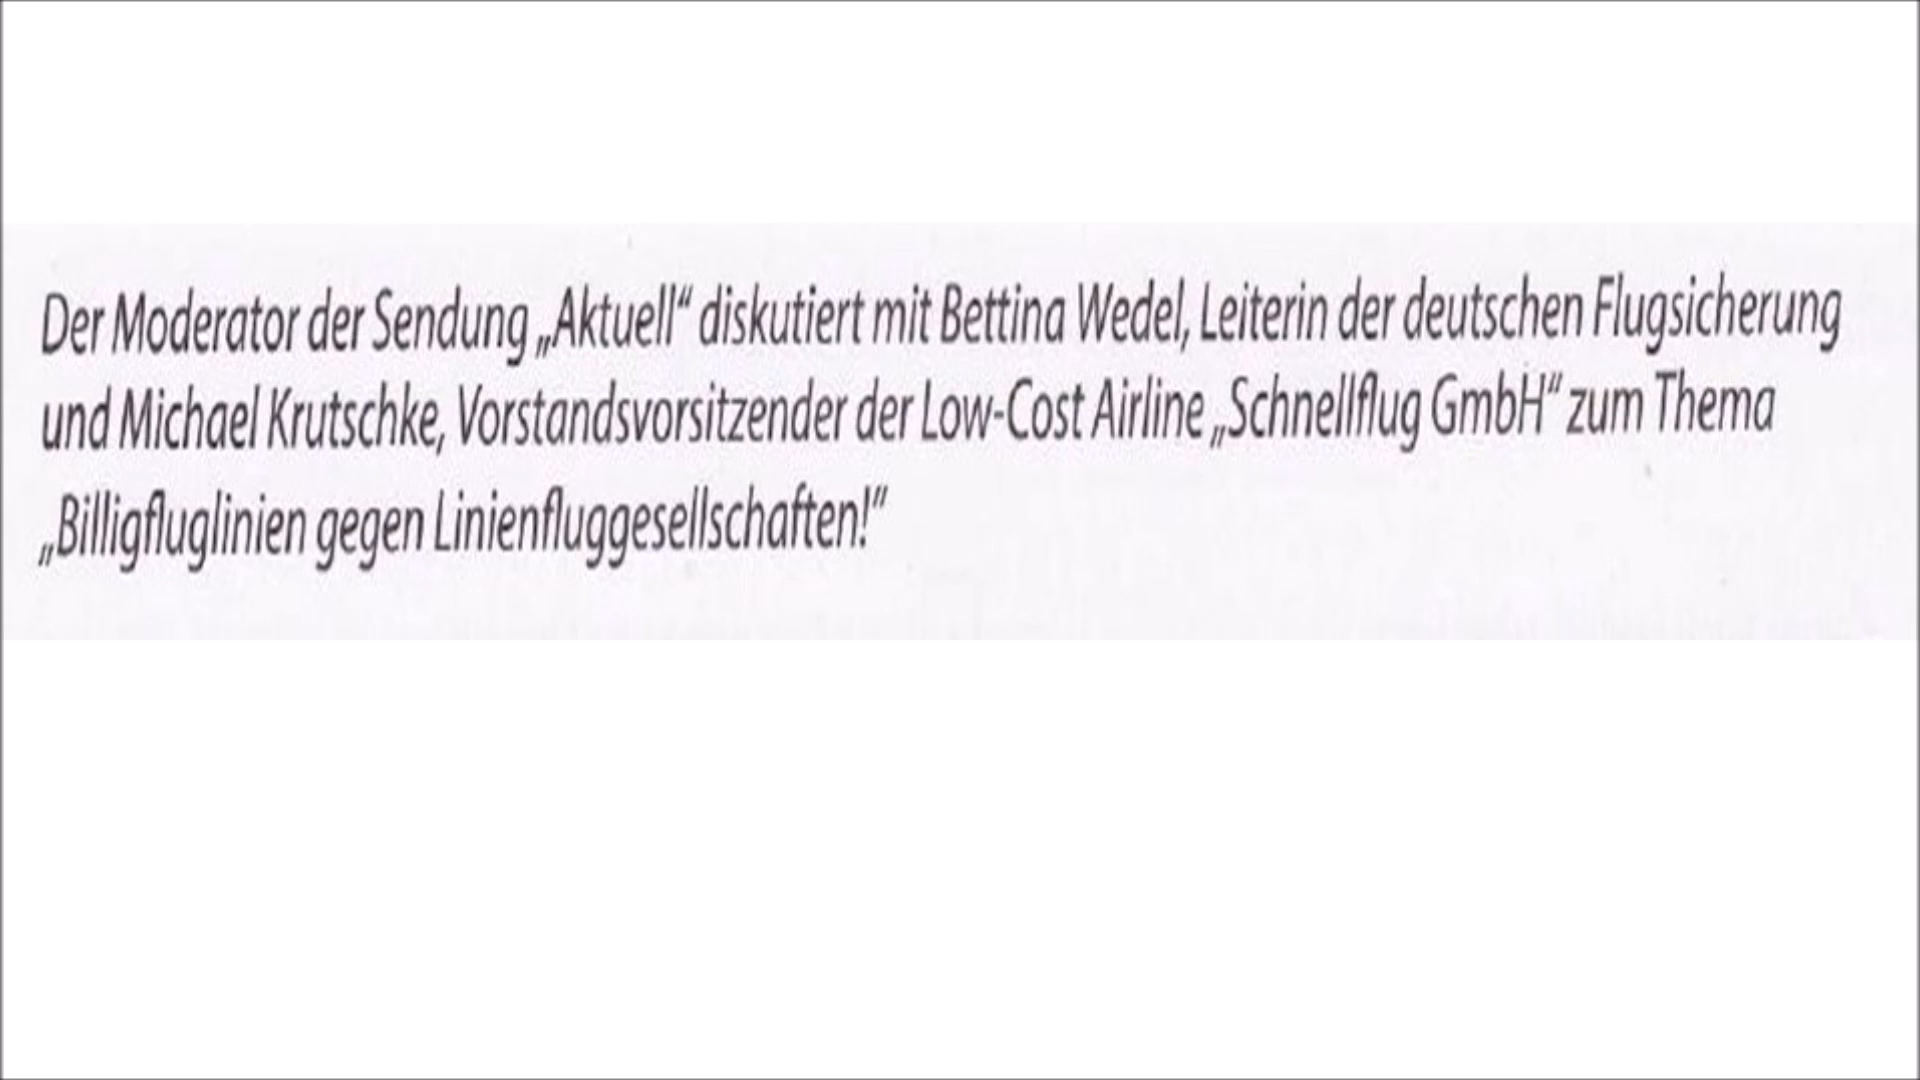 Der Moderator der Sendung „Aktuell“ diskutiert mit Bettina Wedel, Leiterin der deutschen Flugsicherung
und Michael Krutschke, Vorstandsvorsitzender der Low-Cost Airline „Schnellflug GmbH“ zum Thema
„Billigfluglinien gegen Linienfluggesellschaften!“